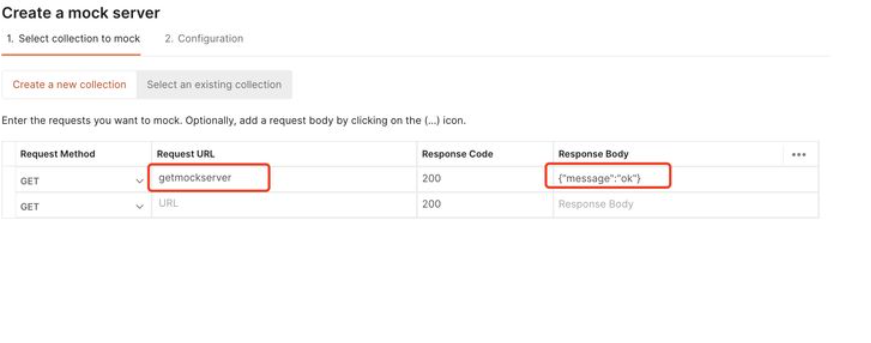 Create a mock server
1. Select collection to mock 2. Configuration
Create a new collection Select an existing collection
Enter the requests you want to mock. Optionally, add a request body by clicking on the (...) icon.
Request Method Request URL Response Code Response Body •••
GET getmockserver 200 {"message":"ok"}
GET URL 200 Response Body